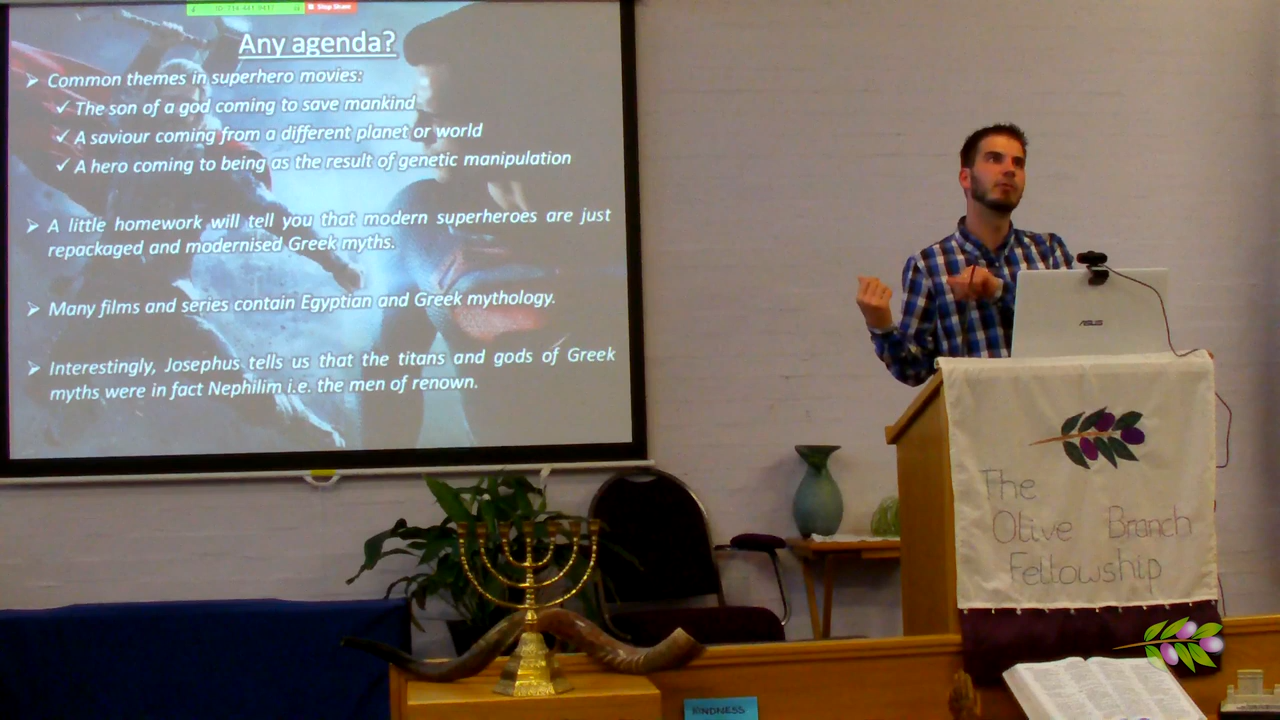 Stop Share
Any agenda?
➤ Common themes in superhero movies:
✓ The son of a god coming to save mankind
✓ A saviour coming from a different planet or world
✓ A hero coming to being as the result of genetic manipulation
➤ A little homework will tell you that modern superheroes are just
repackaged and modernised Greek myths.
➤ Many films and series contain Egyptian and Greek mythology.
➤ Interestingly, Josephus tells us that the titans and gods of Greek
myths were in fact Nephilim i.e. the men of renown.
ASUS
The
Olive Branch
Fellowship
KINDNESS